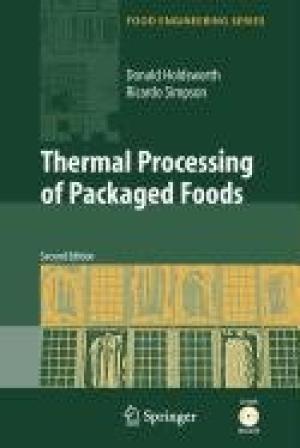 FOOD ENGINEERING SERIES
Donald Holdsworth
Ricardo Simpson
Thermal Processing
of Packaged Foods
Second Edition
Springer